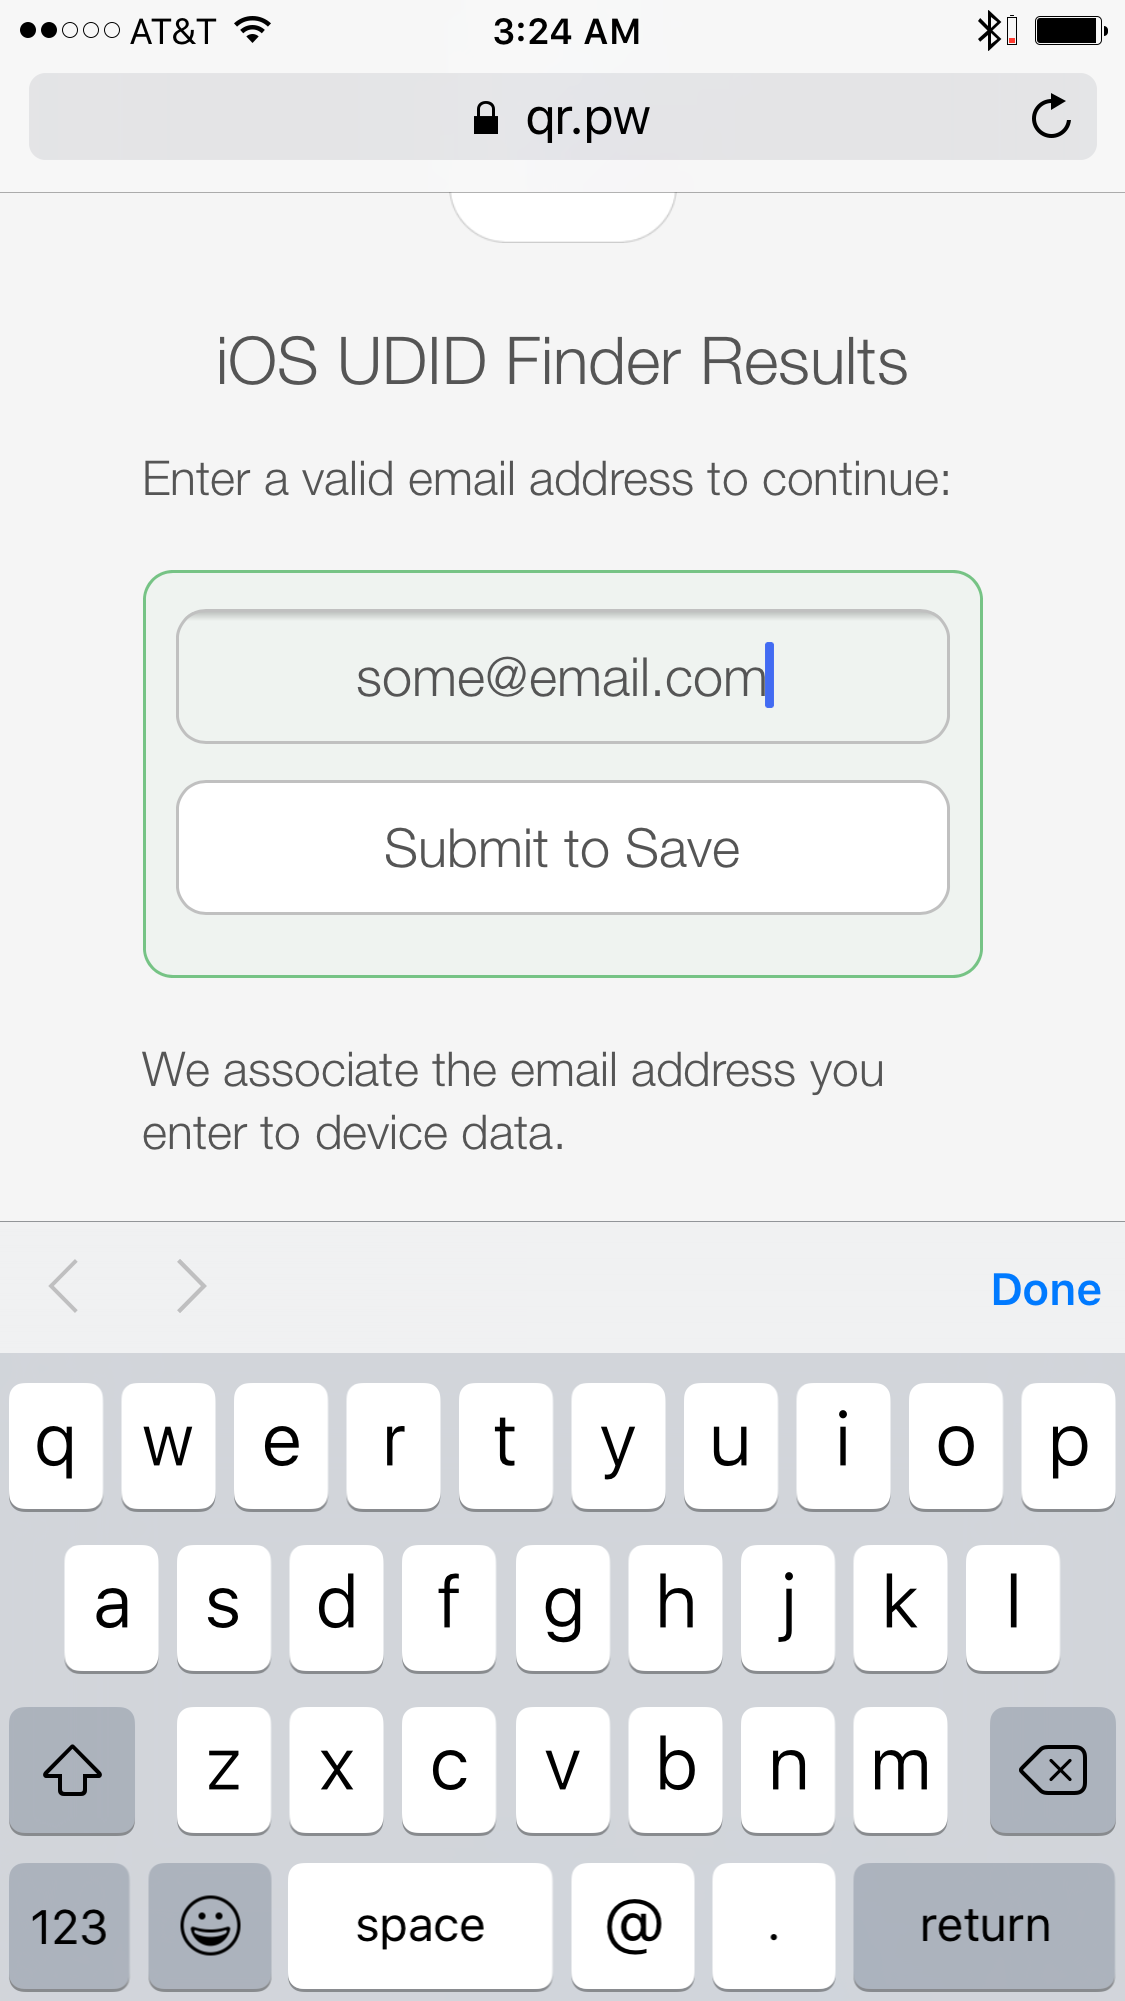 AT&T 3:24 AM
qr.pw
iOS UDID Finder Results
Enter a valid email address to continue:
some@email.com
Submit to Save
We associate the email address you
enter to device data.
Done
q w e r t y u i o p
a s d f g h j k l
z x c v b n m
123 space @ . return